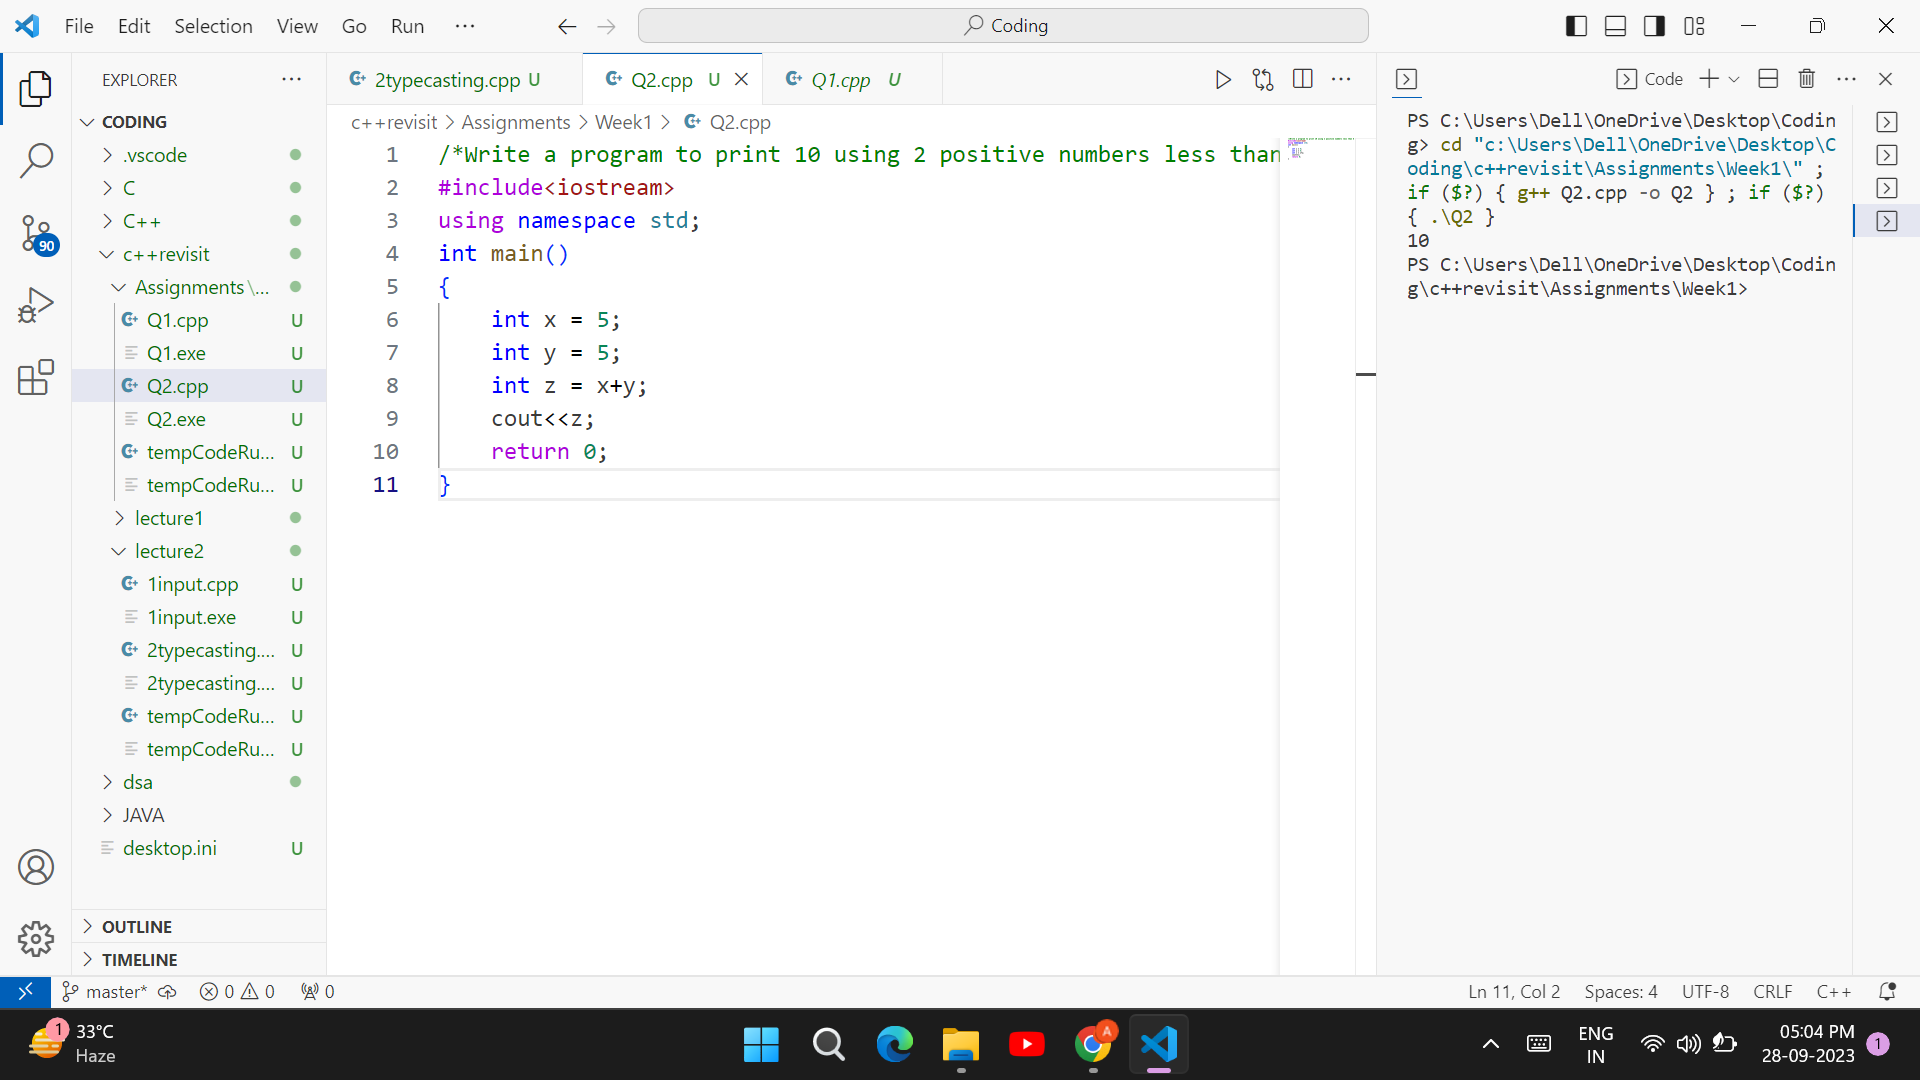 File Edit Selection View Go Run ···
Coding
EXPLORER ···
CODING
.vscode
C
C++
c++revisit
Assignments\...
Q1.cpp U
Q1.exe U
Q2.cpp U
Q2.exe U
tempCodeRu... U
tempCodeRu... U
lecture1
lecture2
1input.cpp U
1input.exe U
2typecasting.... U
2typecasting.... U
tempCodeRu... U
tempCodeRu... U
dsa
JAVA
desktop.ini U
OUTLINE
TIMELINE
90
2typecasting.cpp U
Q2.cpp U
Q1.cpp U
c++revisit > Assignments > Week1 > Q2.cpp
1 /*Write a program to print 10 using 2 positive numbers less than
2 #include<iostream>
3 using namespace std;
4 int main()
5 {
6 int x = 5;
7 int y = 5;
8 int z = x+y;
9 cout<<z;
10 return 0;
11 }
Code
PS C:\Users\Dell\OneDrive\Desktop\Codin
g> cd "c:\Users\Dell\OneDrive\Desktop\C
oding\c++revisit\Assignments\Week1\" ;
if ($?) { g++ Q2.cpp -o Q2 } ; if ($?)
{ .\Q2 }
10
PS C:\Users\Dell\OneDrive\Desktop\Codin
g\c++revisit\Assignments\Week1>
master* 0 0 0
Ln 11, Col 2 Spaces: 4 UTF-8 CRLF C++
1
33°C
Haze
A
ENG
IN
05:04 PM
28-09-2023
1